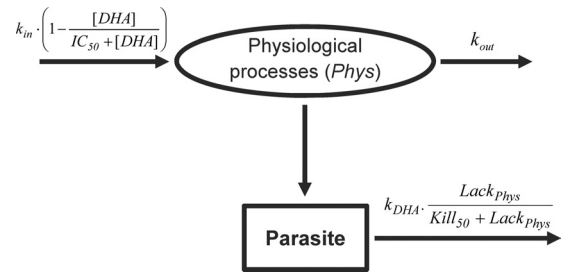 k_in · (1 − [DHA] / (IC_50 + [DHA]))
Physiological
processes (Phys)
k_out
k_DHA · Lack_Phys / (Kill_50 + Lack_Phys)
Parasite